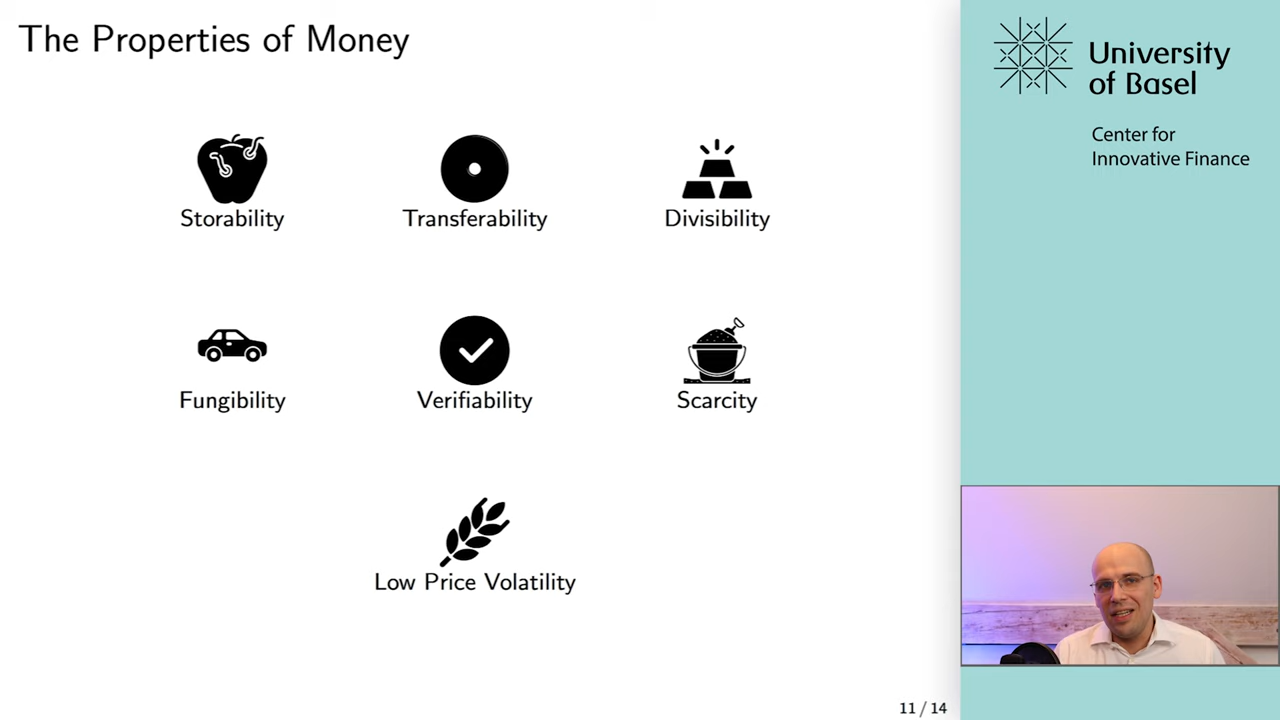 The Properties of Money
Storability
Transferability
Divisibility
Fungibility
Verifiability
Scarcity
Low Price Volatility
11 / 14
University
of Basel
Center for
Innovative Finance